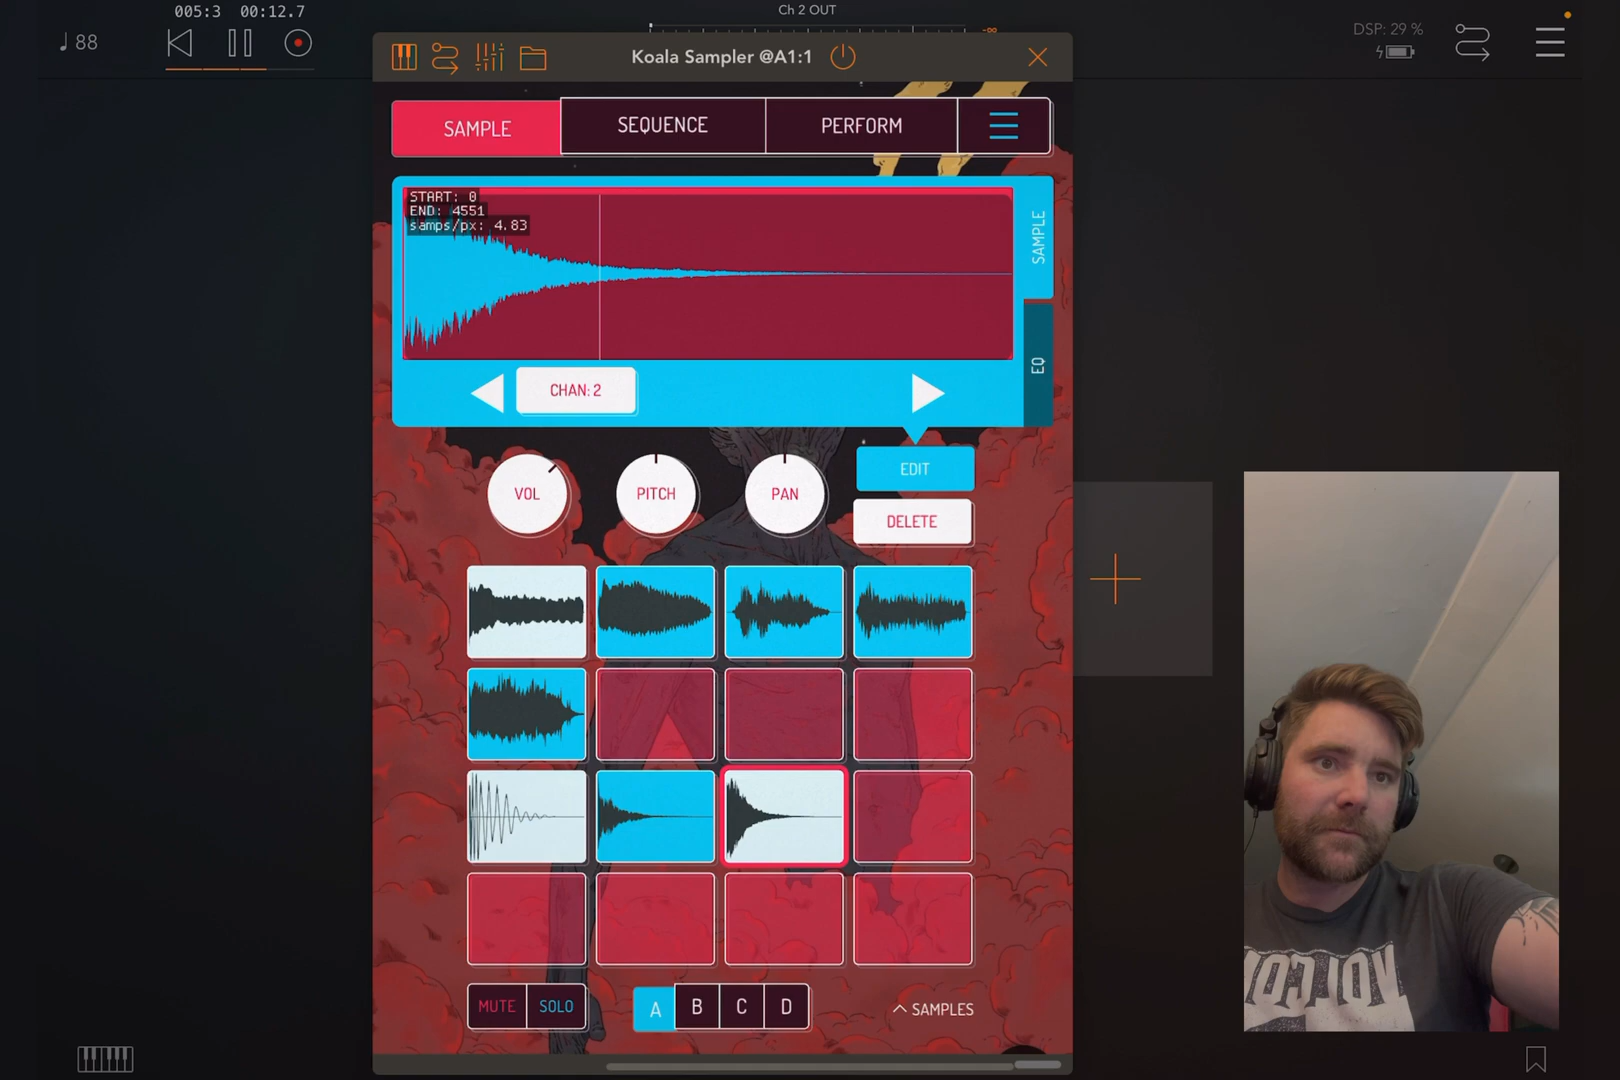 005:3 00:12.7
Ch 2 OUT
88
DSP: 29 %
Koala Sampler @A1:1
SAMPLE
SEQUENCE
PERFORM
START: 0
END: 4551
samps/px: 4.83
SAMPLE
EQ
CHAN: 2
VOL
PITCH
PAN
EDIT
DELETE
MUTE
SOLO
A
B
C
D
SAMPLES